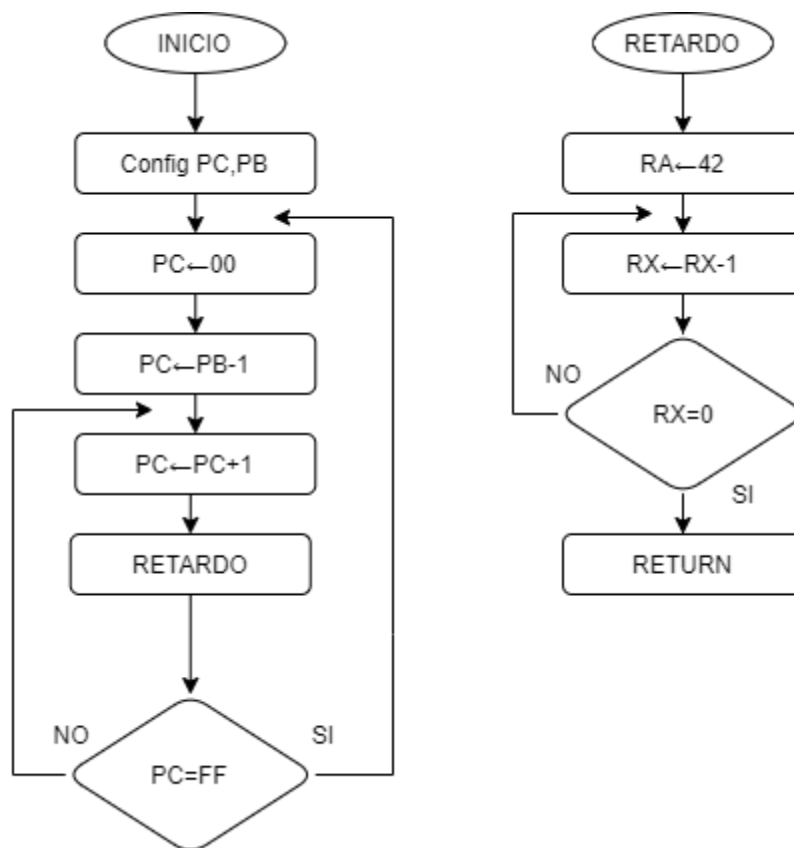 INICIO
Config PC,PB
PC←00
PC←PB-1
PC←PC+1
RETARDO
NO
SI
PC=FF
RETARDO
RA←42
RX←RX-1
NO
RX=0
SI
RETURN